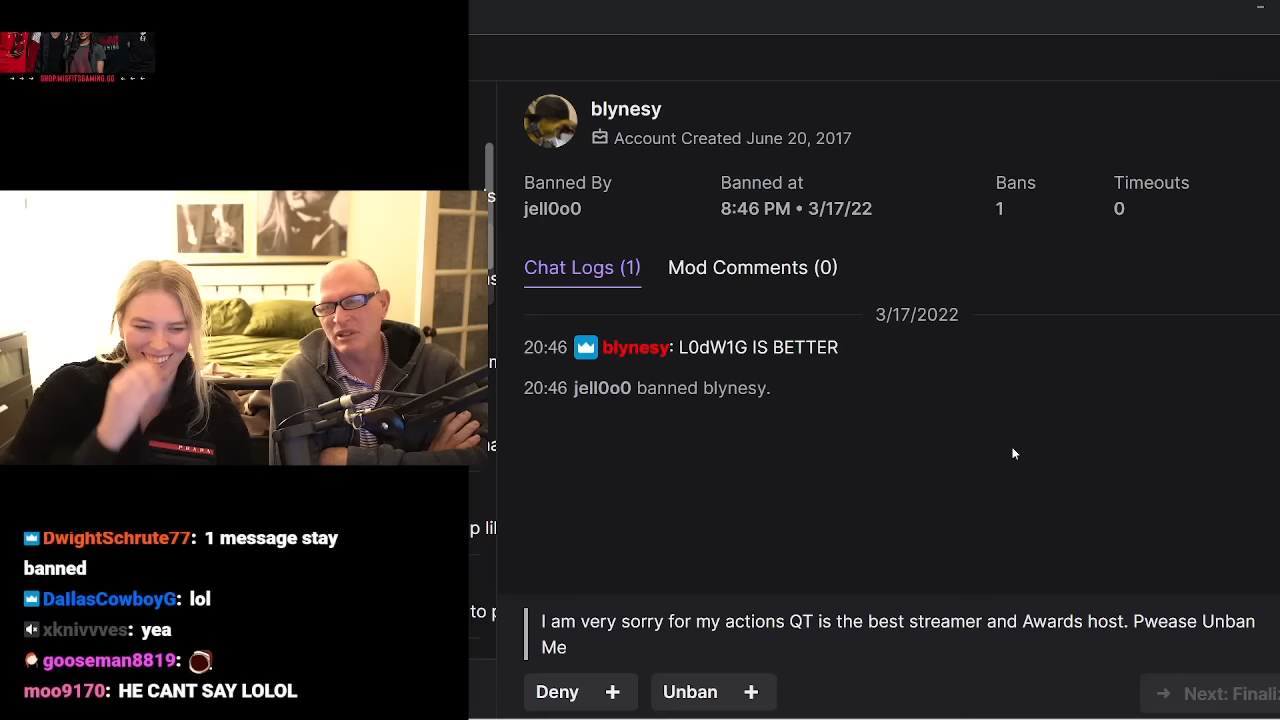 SHOP.MISFITSGAMING.GG
blynesy
Account Created June 20, 2017
Banned By
Banned at
Bans
Timeouts
jell0o0
8:46 PM • 3/17/22
1
0
Chat Logs (1)
Mod Comments (0)
3/17/2022
20:46 blynesy: L0dW1G IS BETTER
20:46 jell0o0 banned blynesy.
PRADA
DwightSchrute77: 1 message stay
banned
DallasCowboyG: lol
xknivvves: yea
gooseman8819:
moo9170: HE CANT SAY LOLOL
I am very sorry for my actions QT is the best streamer and Awards host. Pwease Unban
Me
Deny +
Unban +
→ Next: Finali